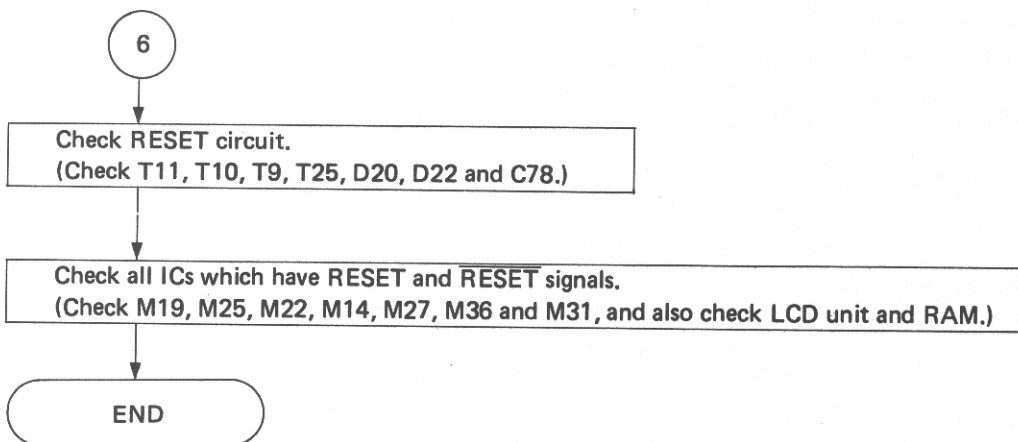 6
Check RESET circuit.
(Check T11, T10, T9, T25, D20, D22 and C78.)
Check all ICs which have RESET and R̅E̅S̅E̅T̅ signals.
(Check M19, M25, M22, M14, M27, M36 and M31, and also check LCD unit and RAM.)
END